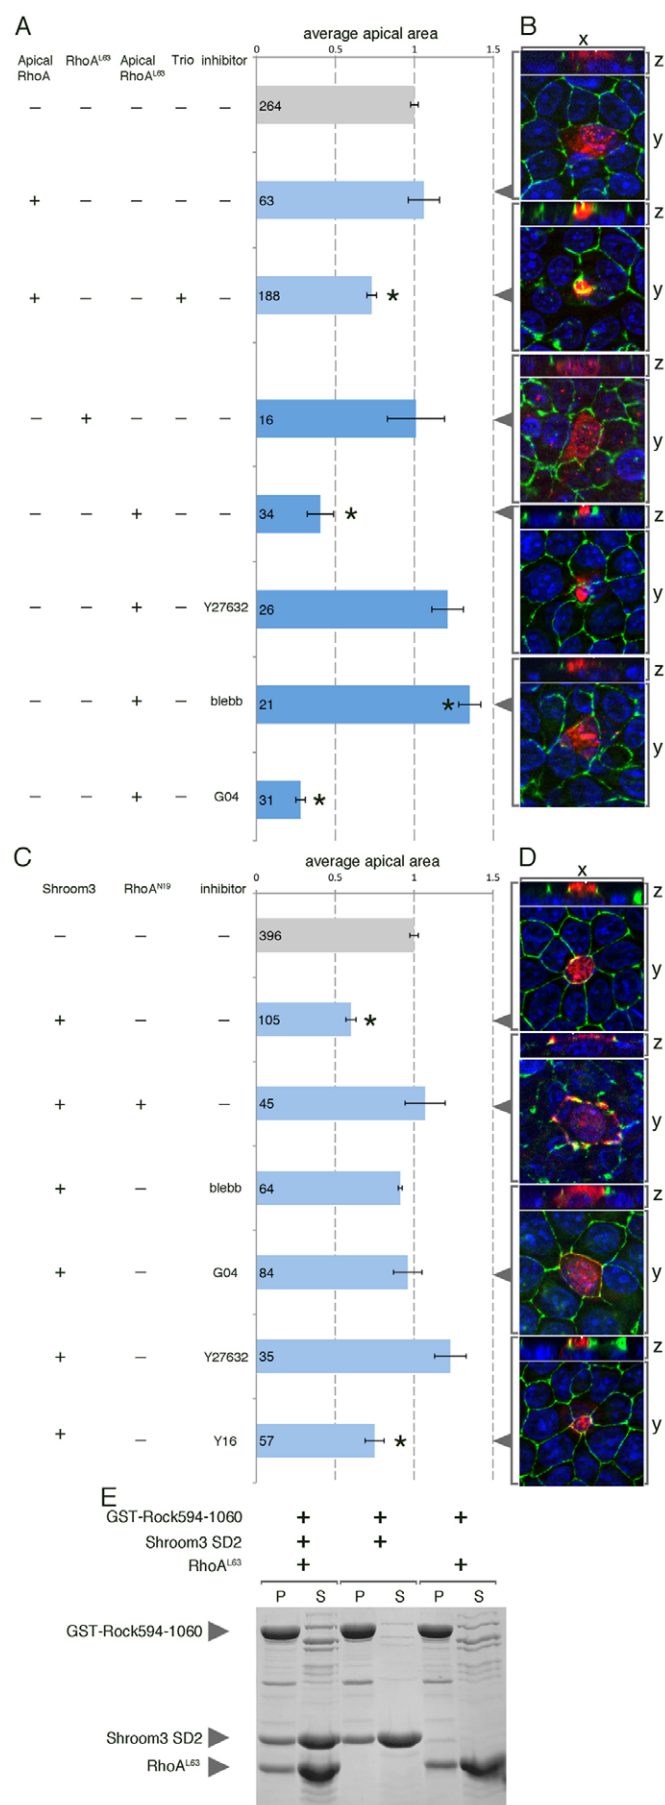 A
B
average apical area
0 0.5 1 1.5
x
Apical RhoA
RhoA^L63
Apical RhoA^L63
Trio
inhibitor
z
y
– – – – – 264
+ – – – – 63
z
y
+ – – + – 188 *
z
y
– + – – – 16
– – + – – 34 *
z
y
– – + – Y27632 26
z
y
– – + – blebb 21 *
– – + – G04 31 *
C
D
average apical area
0 0.5 1 1.5
x
Shroom3
RhoA^N19
inhibitor
z
y
– – – 396
+ – – 105 *
z
y
+ + – 45
+ – blebb 64
z
y
+ – G04 84
+ – Y27632 35
z
y
+ – Y16 57 *
E
GST-Rock594-1060 + + +
Shroom3 SD2 + +
RhoA^L63 + +
P S P S P S
GST-Rock594-1060
Shroom3 SD2
RhoA^L63